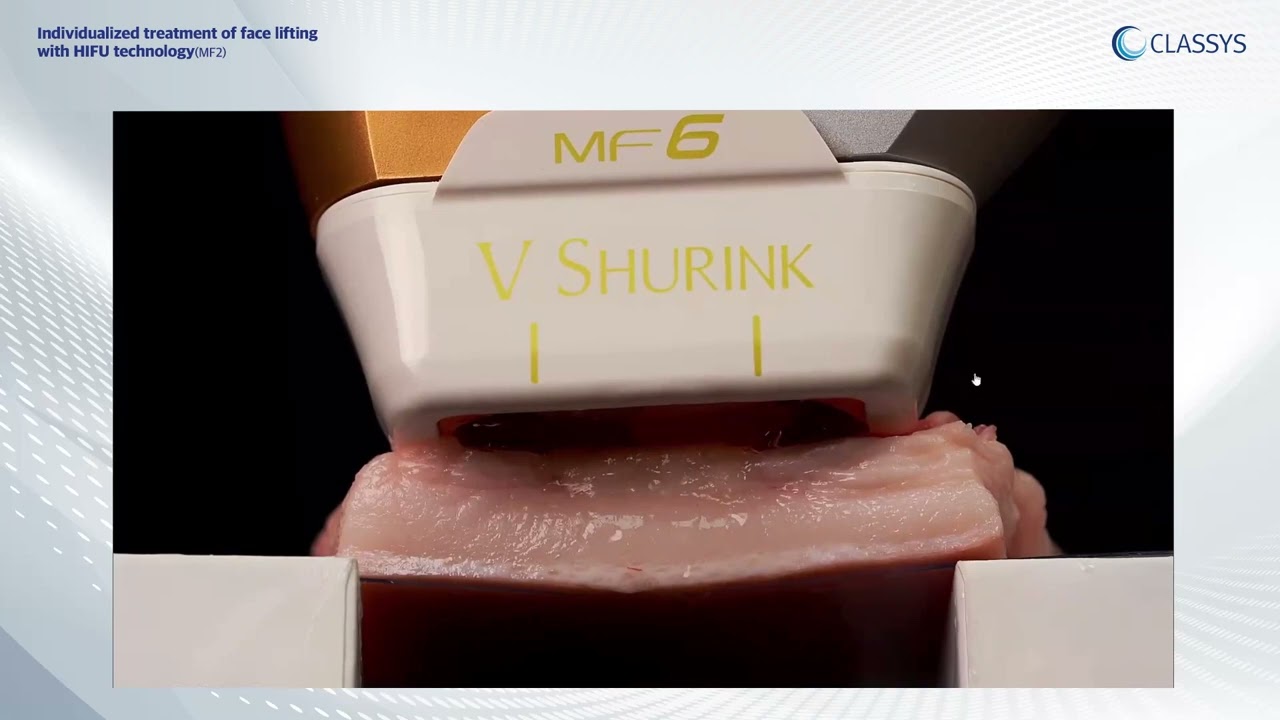 Individualized treatment of face lifting
with HIFU technology(MF2)
CLASSYS
MF6
V SHURINK